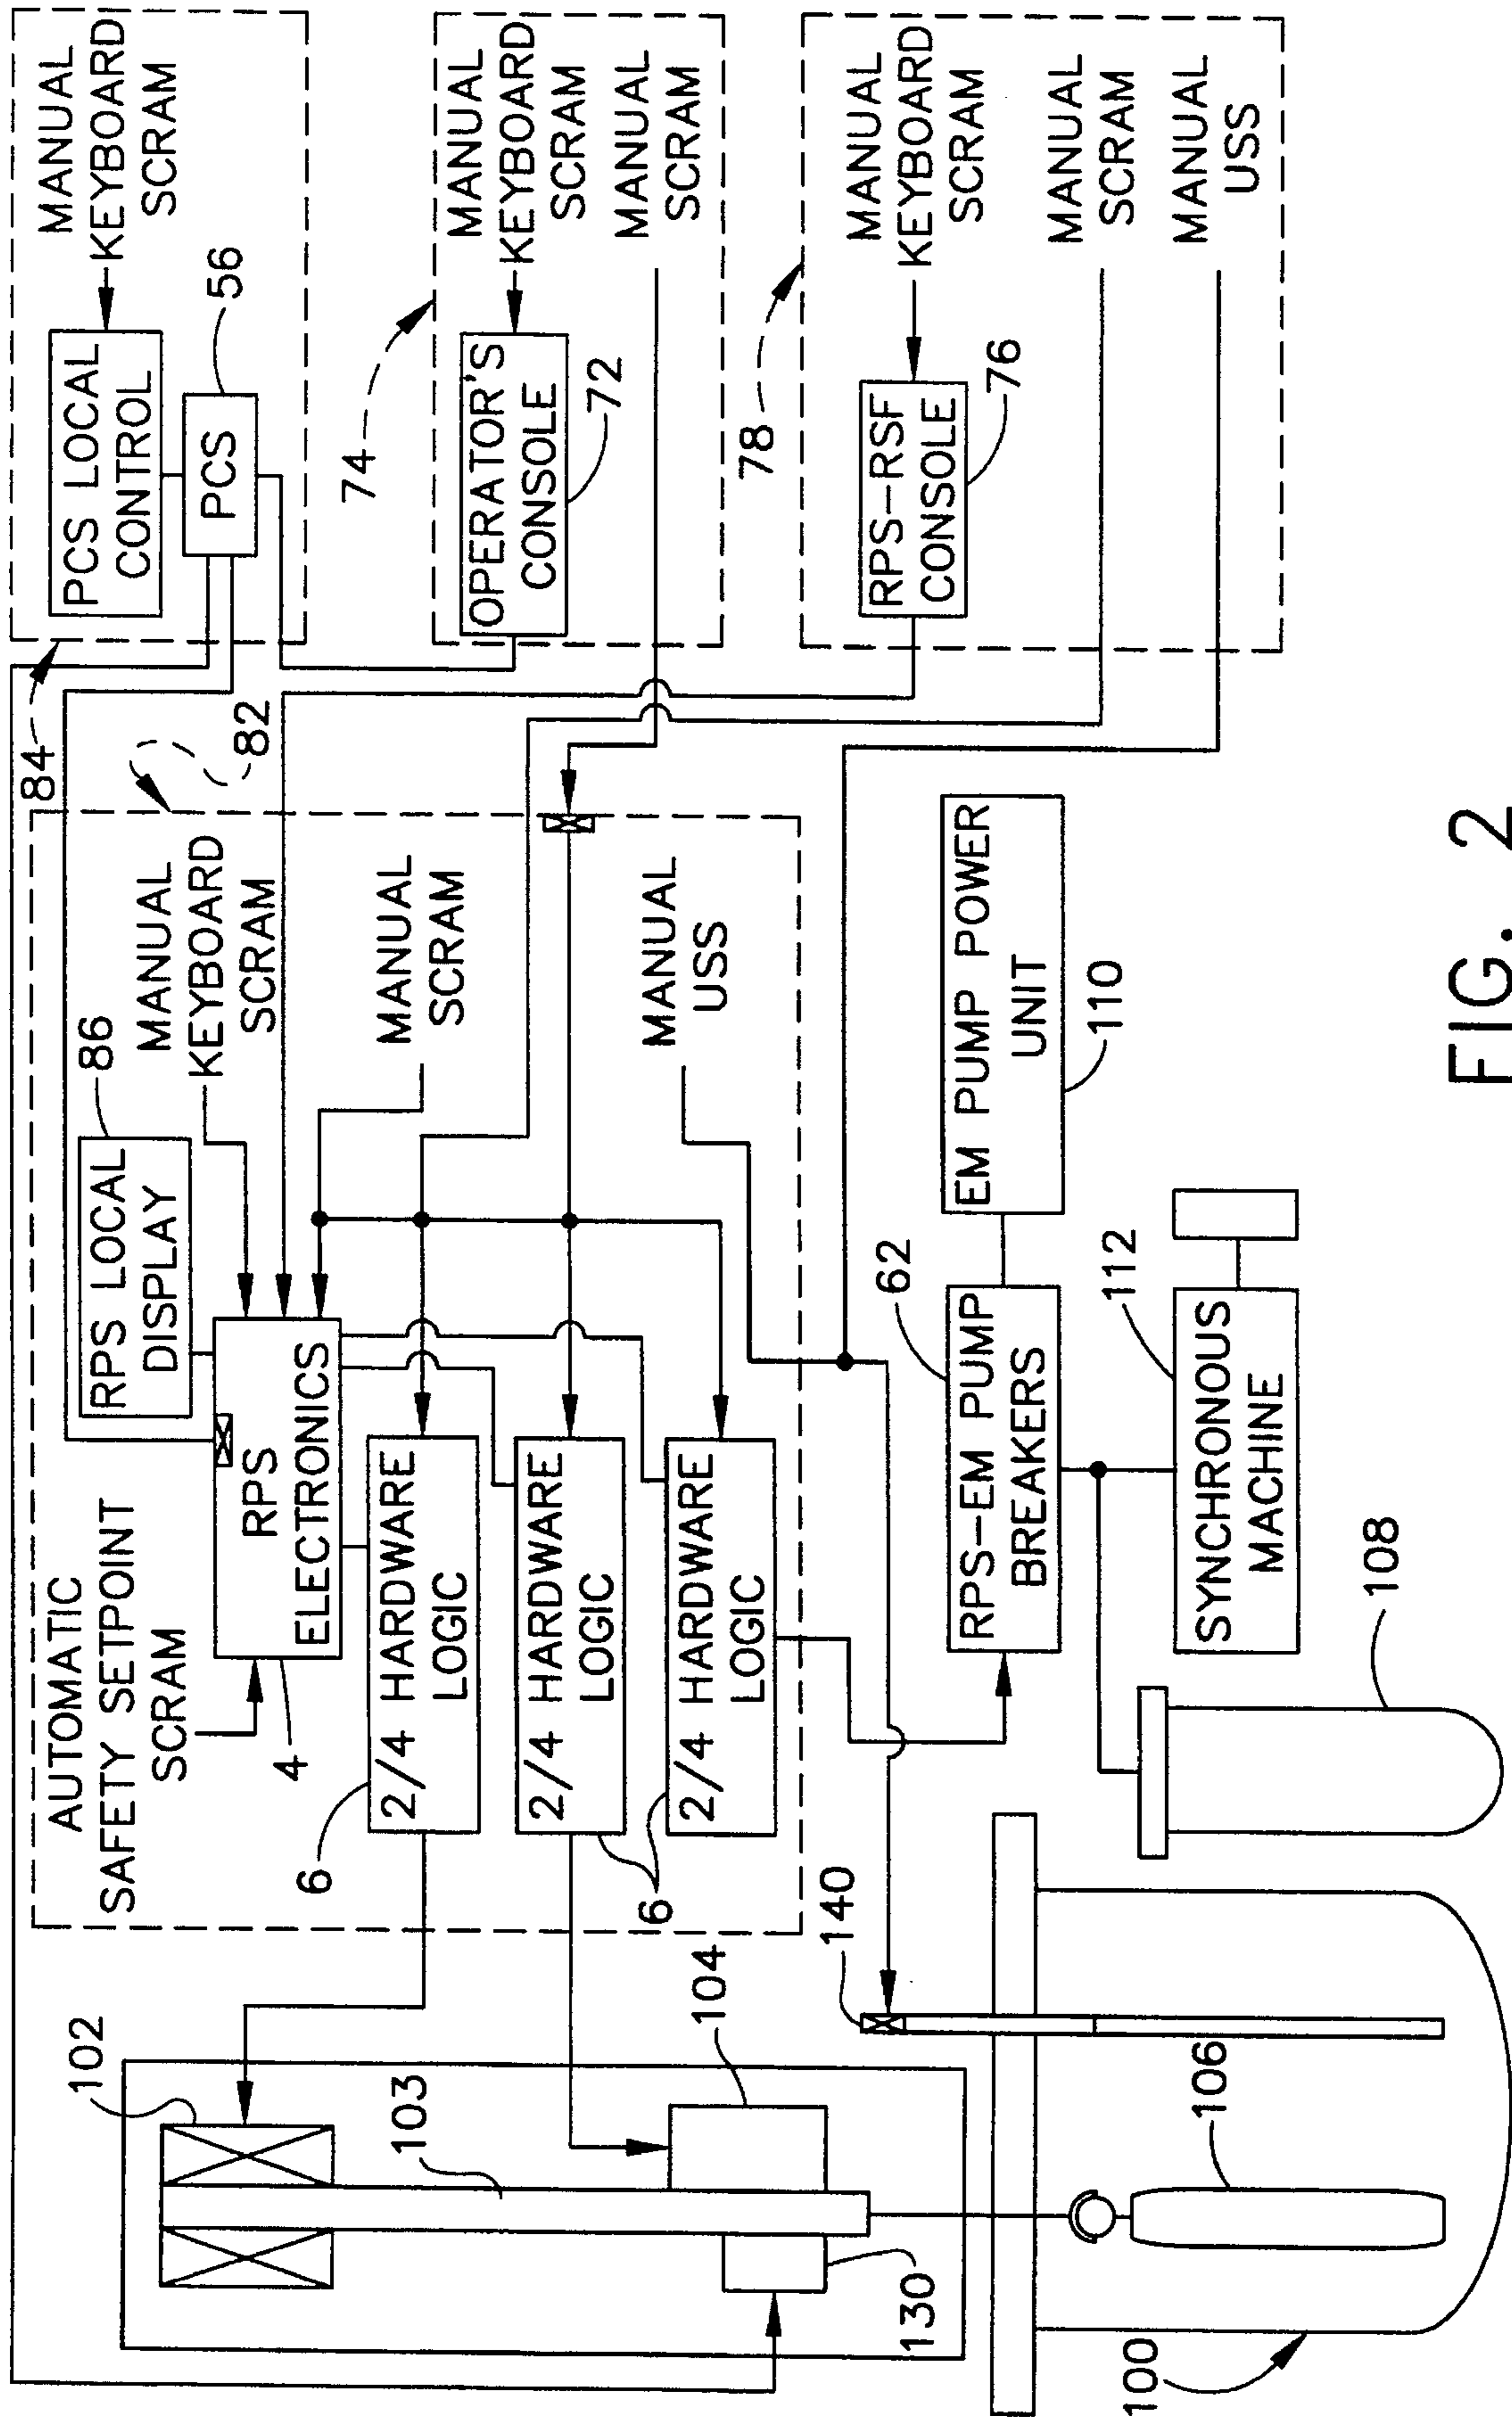 MANUAL
KEYBOARD
SCRAM
PCS LOCAL
CONTROL
PCS
56
84
MANUAL
KEYBOARD
SCRAM
MANUAL
SCRAM
OPERATOR'S
CONSOLE
72
74
MANUAL
KEYBOARD
SCRAM
MANUAL
SCRAM
MANUAL
USS
RPS-RSF
CONSOLE
76
78
82
MANUAL
KEYBOARD
SCRAM
86
RPS LOCAL
DISPLAY
MANUAL
SCRAM
MANUAL
USS
AUTOMATIC
SAFETY SETPOINT
SCRAM
RPS
ELECTRONICS
4
2/4 HARDWARE
LOGIC
6
2/4 HARDWARE
LOGIC
2/4 HARDWARE
LOGIC
6
EM PUMP POWER
UNIT
110
RPS-EM PUMP
BREAKERS
62
SYNCHRONOUS
MACHINE
112
102
103
104
130
140
106
108
100
FIG. 2